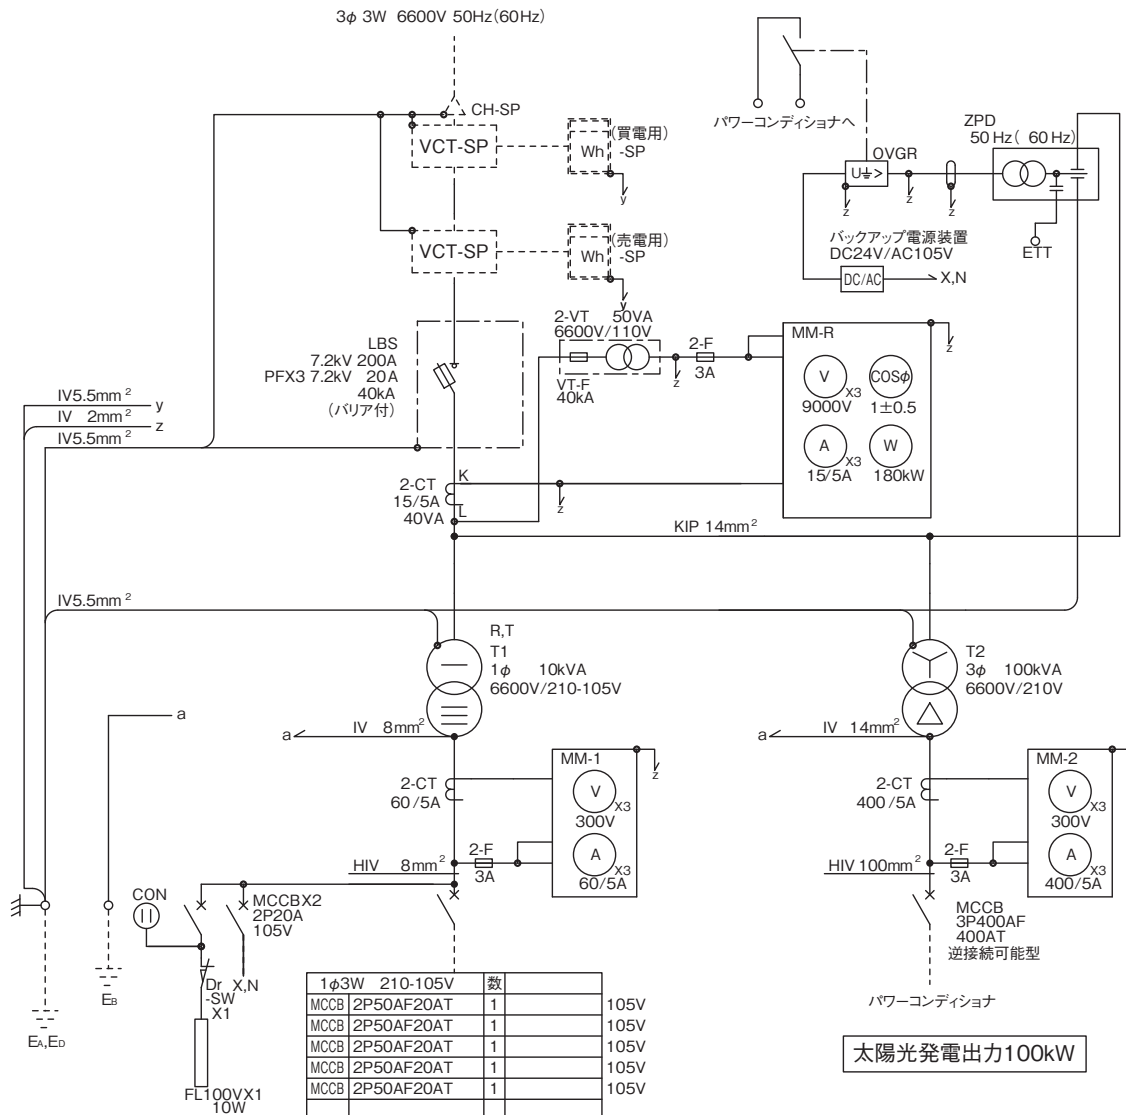 3φ 3W 6600V 50Hz(60Hz)
CH-SP
VCT-SP
Wh
(買電用)
-SP
y
VCT-SP
Wh
(売電用)
-SP
y
パワーコンディショナへ
ZPD
50Hz( 60Hz)
OVGR
U⏚>
z
z
z
ETT
バックアップ電源装置
DC24V/AC105V
DC/AC
X,N
LBS
7.2kV 200A
PFX3 7.2kV 20A
40kA
(バリア付)
2-VT 50VA
6600V/110V
VT-F
40kA
z
2-F
3A
MM-R
z
V
X3
9000V
COSφ
1±0.5
A
X3
15/5A
W
180kW
IV5.5mm²
y
IV 2mm²
z
IV5.5mm²
2-CT
15/5A
40VA
K
L
z
KIP 14mm²
IV5.5mm²
R,T
T1
1φ 10kVA
6600V/210-105V
T2
3φ 100kVA
6600V/210V
a
a
IV 8mm²
a
IV 14mm²
2-CT
60/5A
MM-1
z
V
X3
300V
A
X3
60/5A
2-F
3A
HIV 8mm²
2-CT
400/5A
MM-2
V
X3
300V
A
X3
400/5A
2-F
3A
HIV 100mm²
CON
MCCBX2
2P20A
105V
MCCB
3P400AF
400AT
逆接続可能型
Dr
-SW
X1
X,N
EB
EA,ED
FL100VX1
10W
1φ3W 210-105V 数
MCCB 2P50AF20AT 1 105V
MCCB 2P50AF20AT 1 105V
MCCB 2P50AF20AT 1 105V
MCCB 2P50AF20AT 1 105V
MCCB 2P50AF20AT 1 105V
パワーコンディショナ
太陽光発電出力100kW